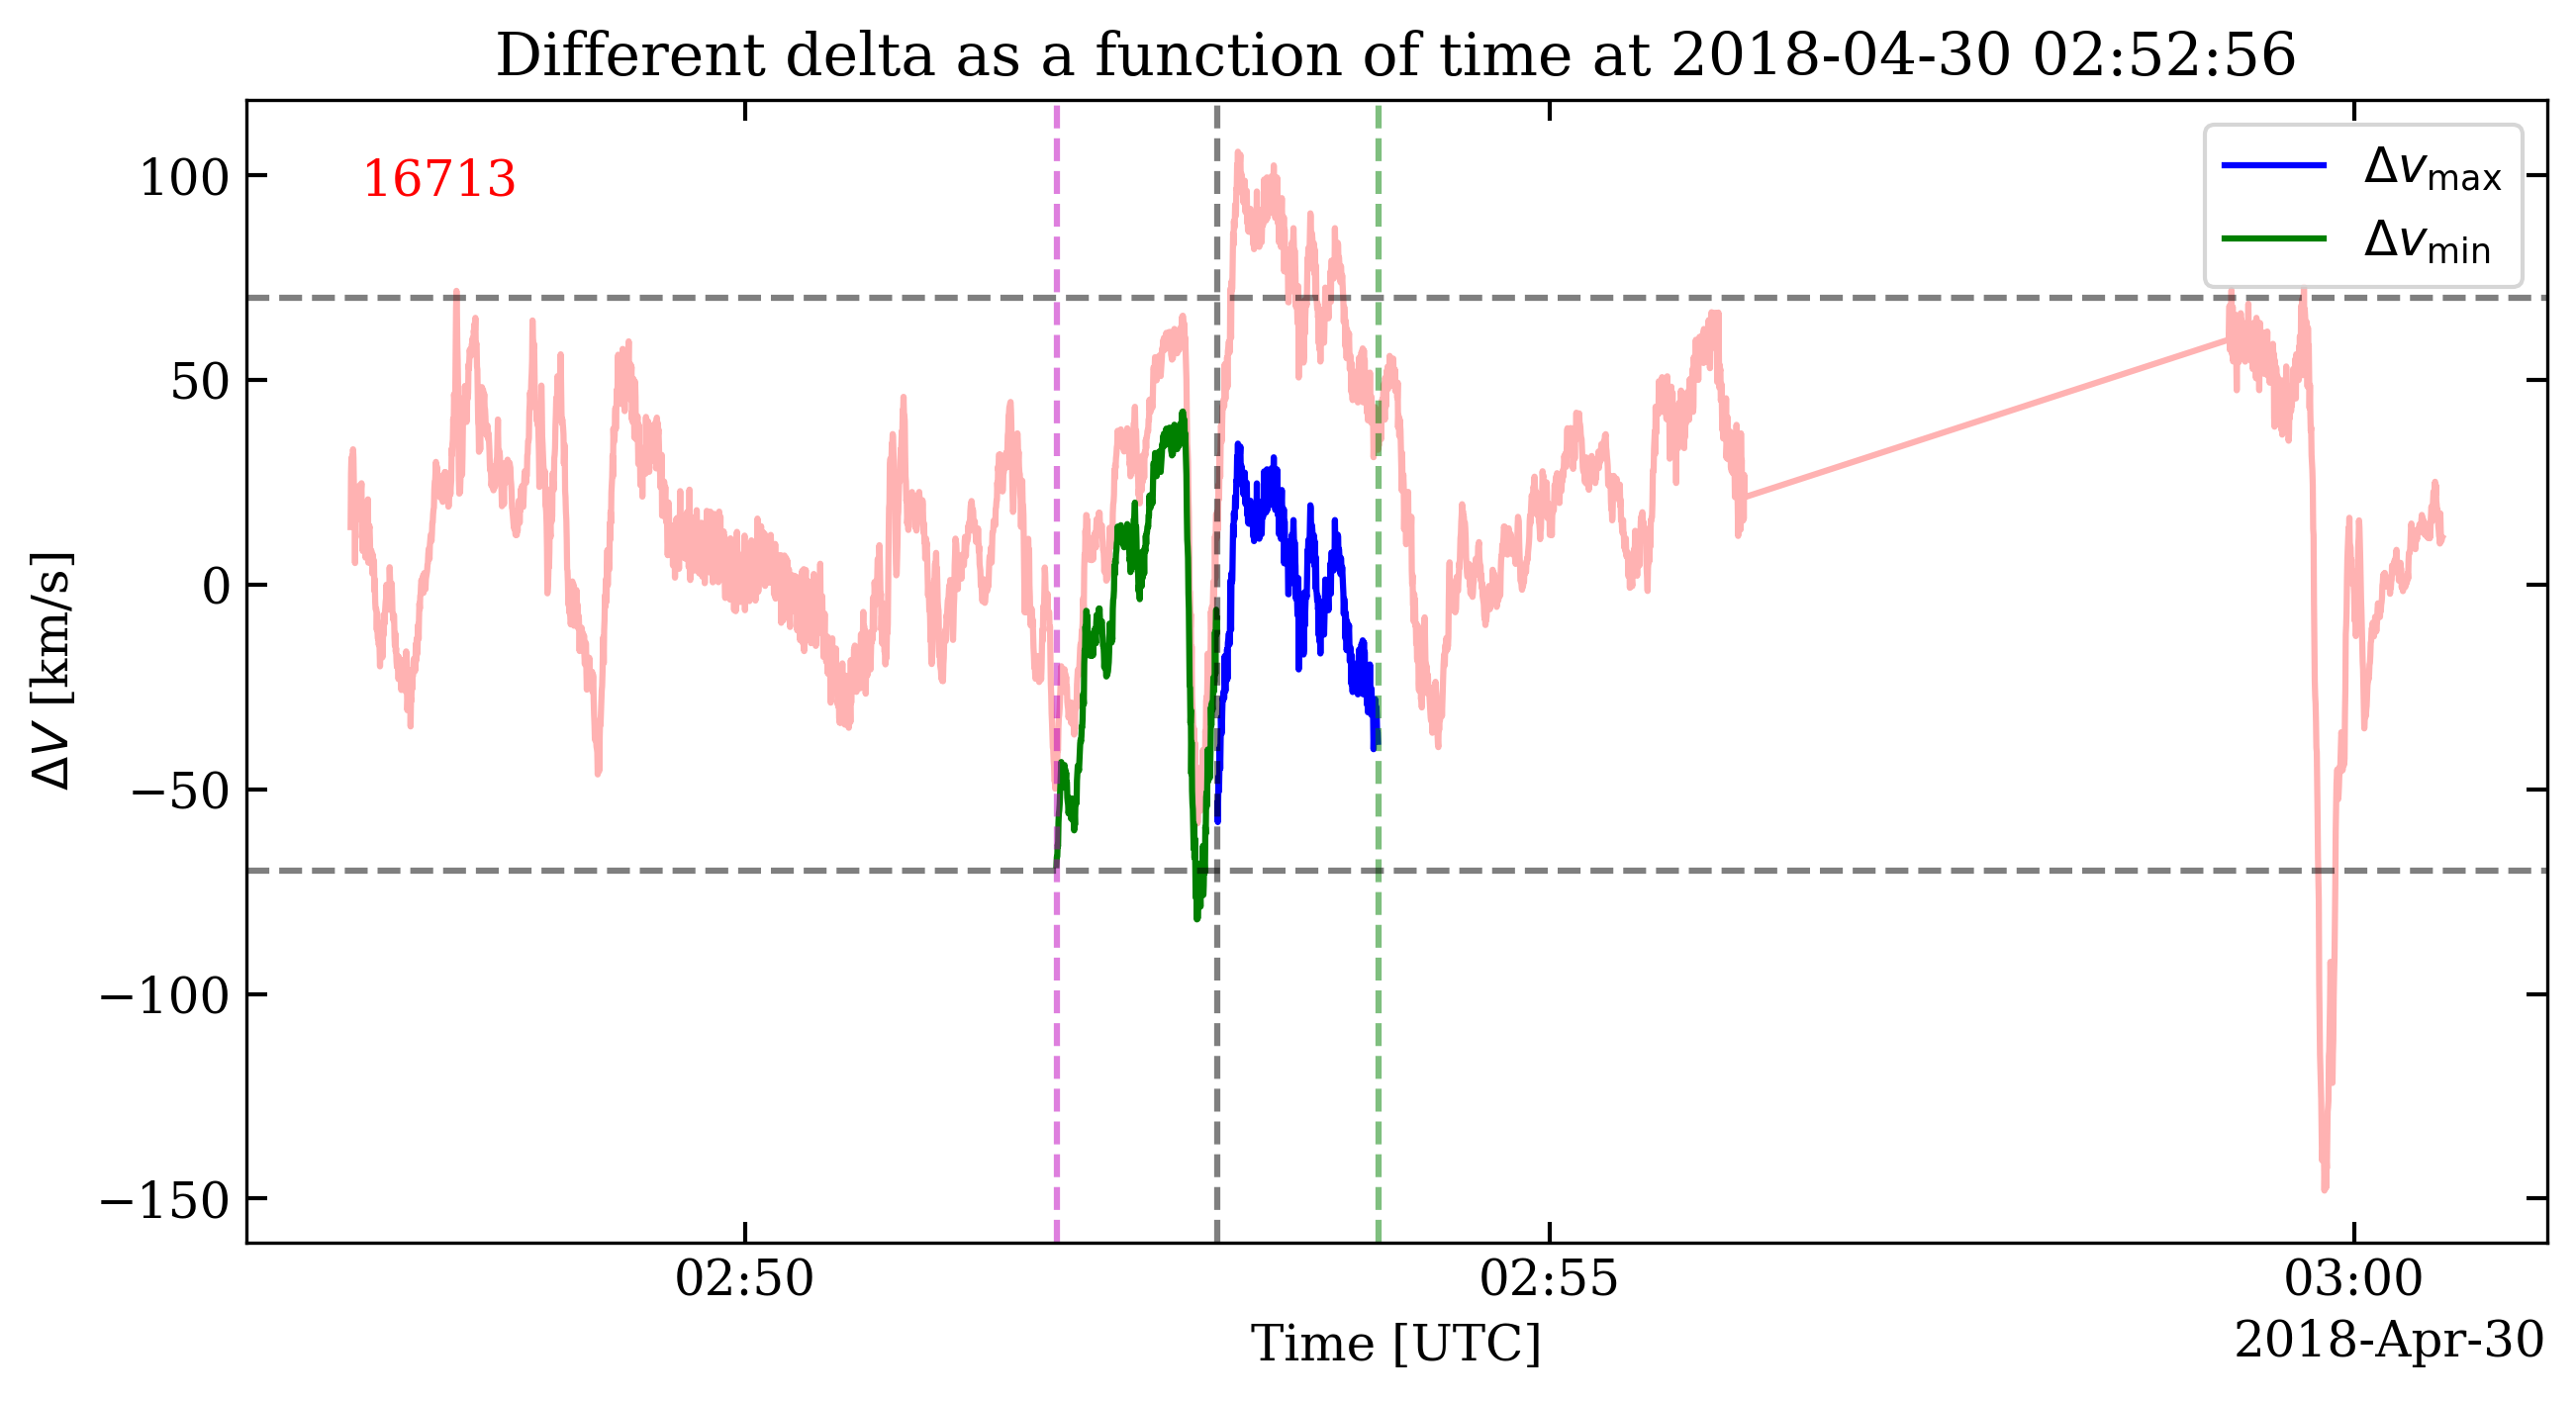 Different delta as a function of time at 2018-04-30 02:52:56
16713
Δv_max
Δv_min
100
50
0
−50
−100
−150
ΔV [km/s]
02:50
02:55
03:00
Time [UTC]
2018-Apr-30